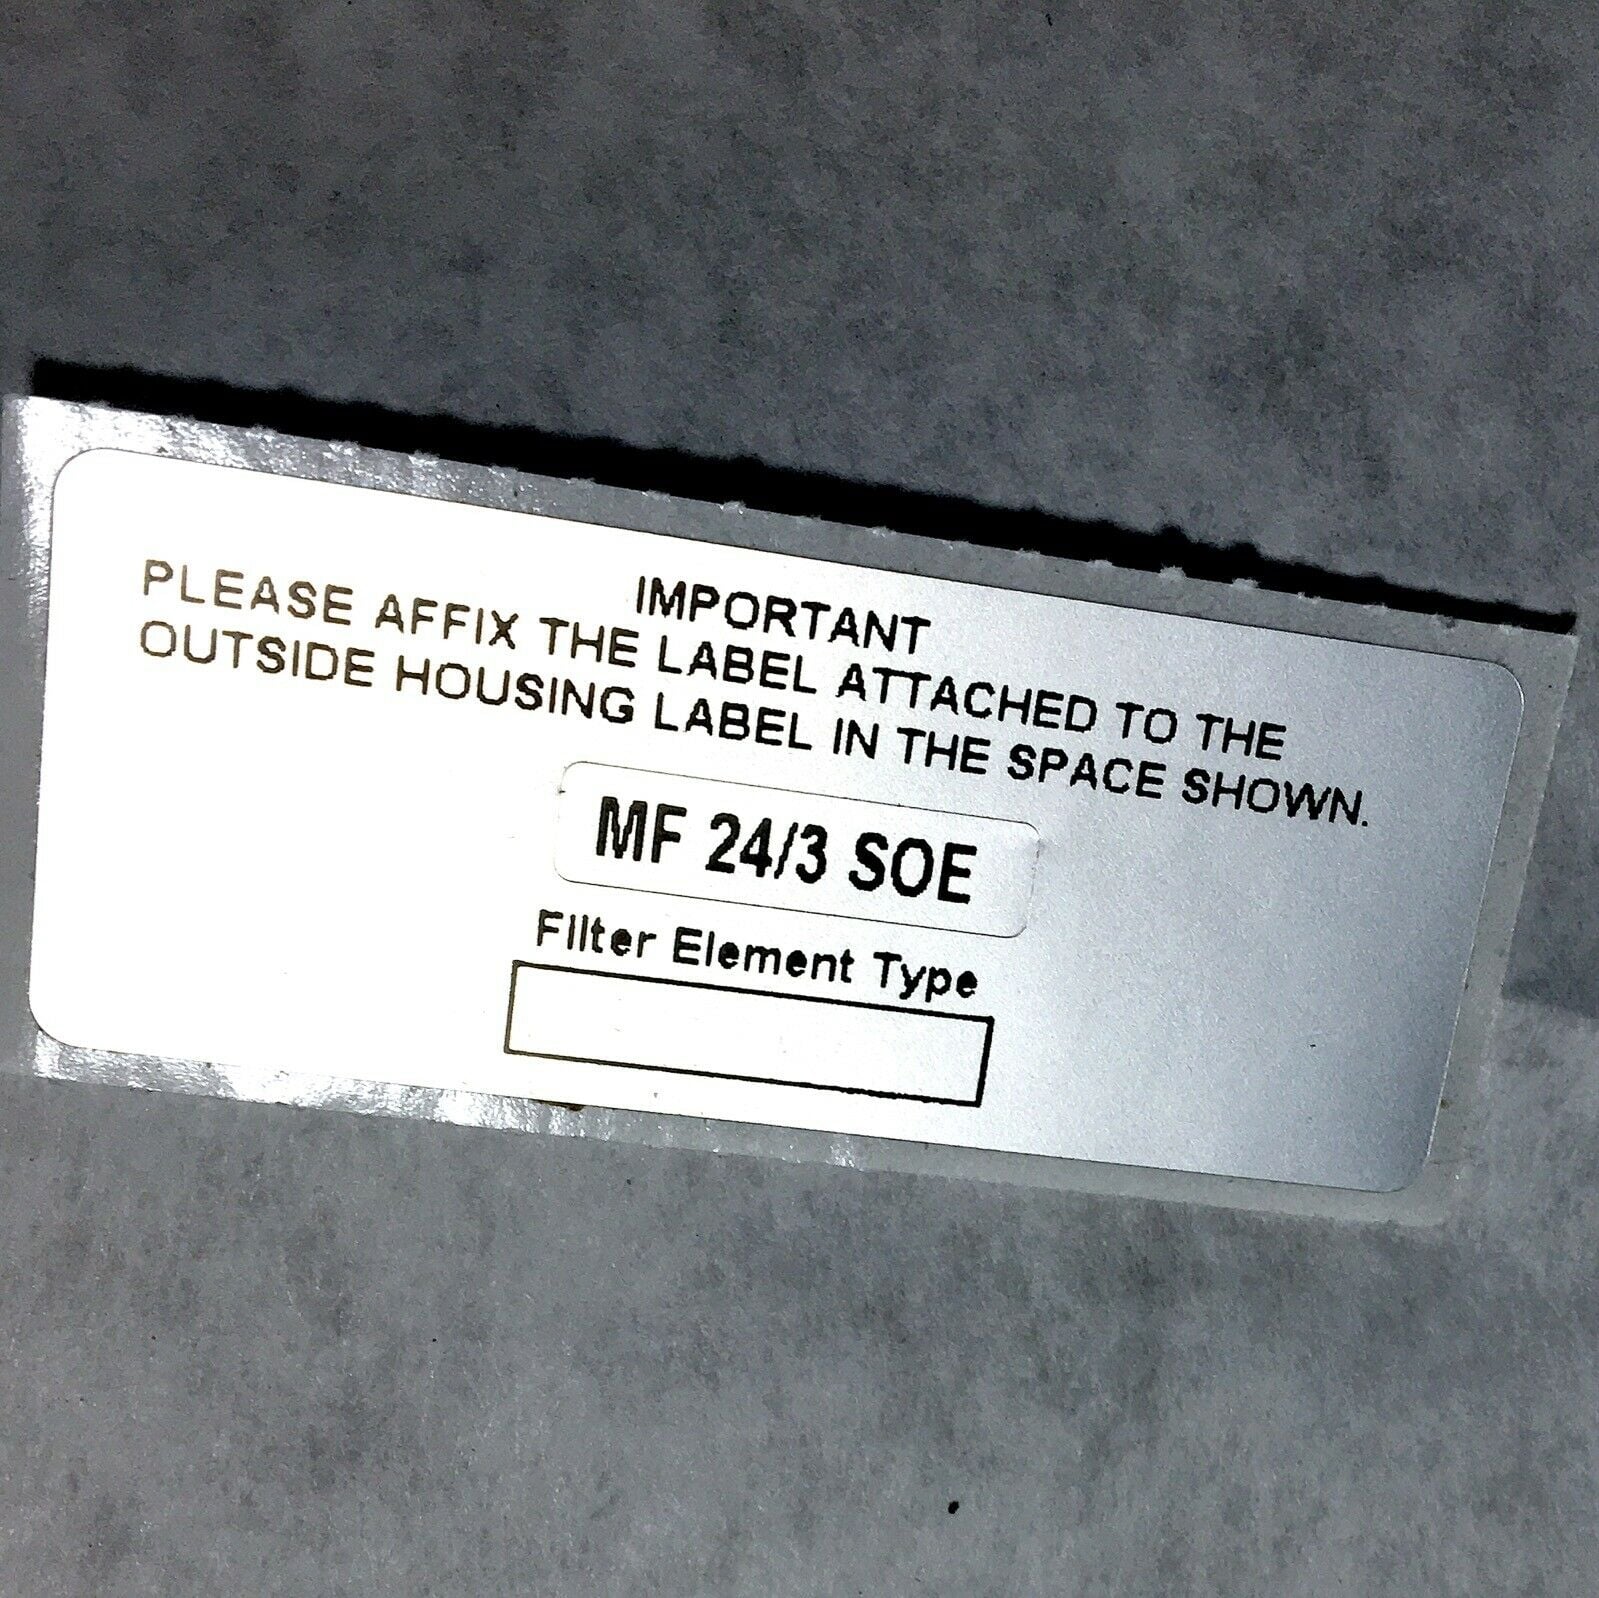 IMPORTANT
PLEASE AFFIX THE LABEL ATTACHED TO THE
OUTSIDE HOUSING LABEL IN THE SPACE SHOWN.
MF 24/3 SOE
Filter Element Type